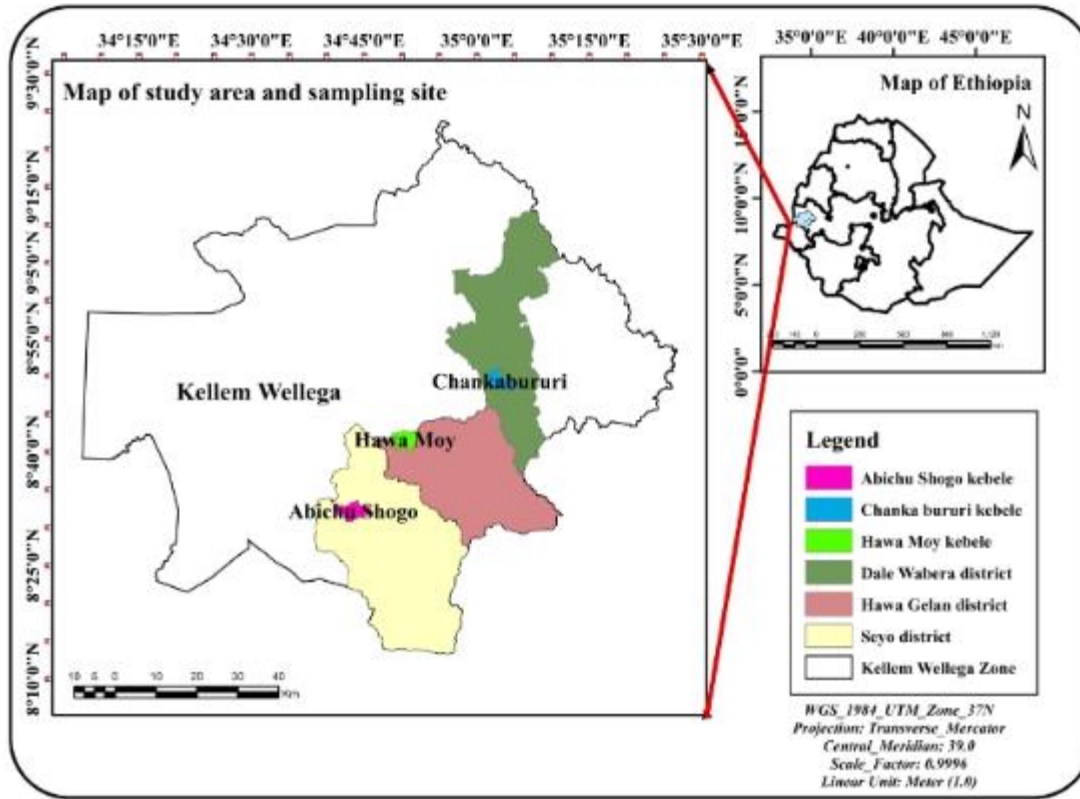 34°15'0"E 34°30'0"E 34°45'0"E 35°0'0"E 35°15'0"E 35°30'0"E
9°30'0"N
9°15'0"N
9°5'0"N
8°55'0"N
8°40'0"N
8°25'0"N
8°10'0"N
Map of study area and sampling site
Kellem Wellega
Chankabururi
Hawa Moy
Abichu Shogo
10 5 0 10 20 30 40
Km
35°0'0"E 40°0'0"E 45°0'0"E
Map of Ethiopia
N
10°0'0"N
5°0'0"N
0°0'0"
Legend
Abichu Shogo kebele
Chanka bururi kebele
Hawa Moy kebele
Dale Wabera district
Hawa Gelan district
Seyo district
Kellem Wellega Zone
WGS_1984_UTM_Zone_37N
Projection: Transverse_Mercator
Central_Meridian: 39.0
Scale_Factor: 0.9996
Linear Unit: Meter (1.0)